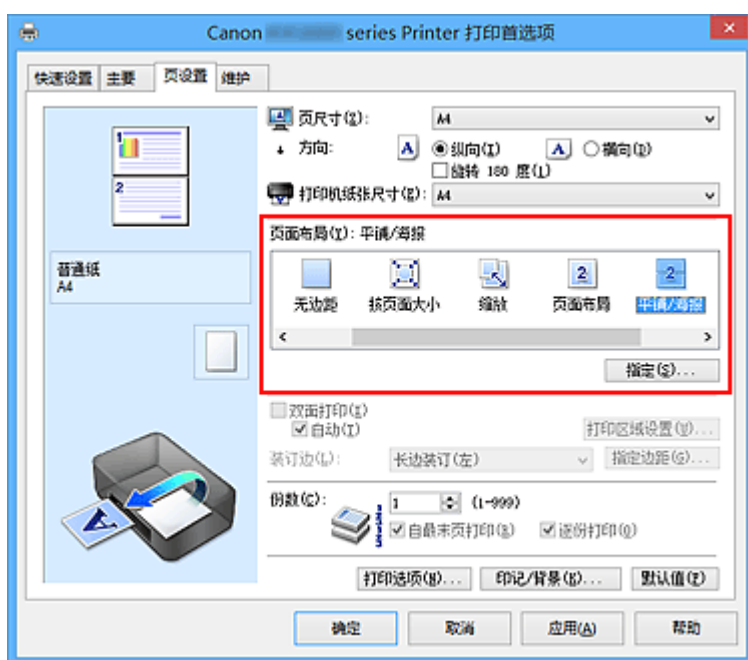 Canon series Printer 打印首选项
快速设置 主要 页设置 维护
页尺寸(Z): A4
方向: A 纵向(I) A 横向(D)
旋转 180 度(L)
打印机纸张尺寸(E): A4
页面布局(Y): 平铺/海报
无边距 按页面大小 缩放 页面布局 平铺/海报
指定(S)...
1
2
普通纸
A4
双面打印(X)
自动(T)
打印区域设置(U)...
装订边(L): 长边装订(左) 指定边距(G)...
份数(C): 1 (1-999)
自最末页打印(R) 逐份打印(O)
打印选项(N)... 印记/背景(K)... 默认值(F)
确定 取消 应用(A) 帮助